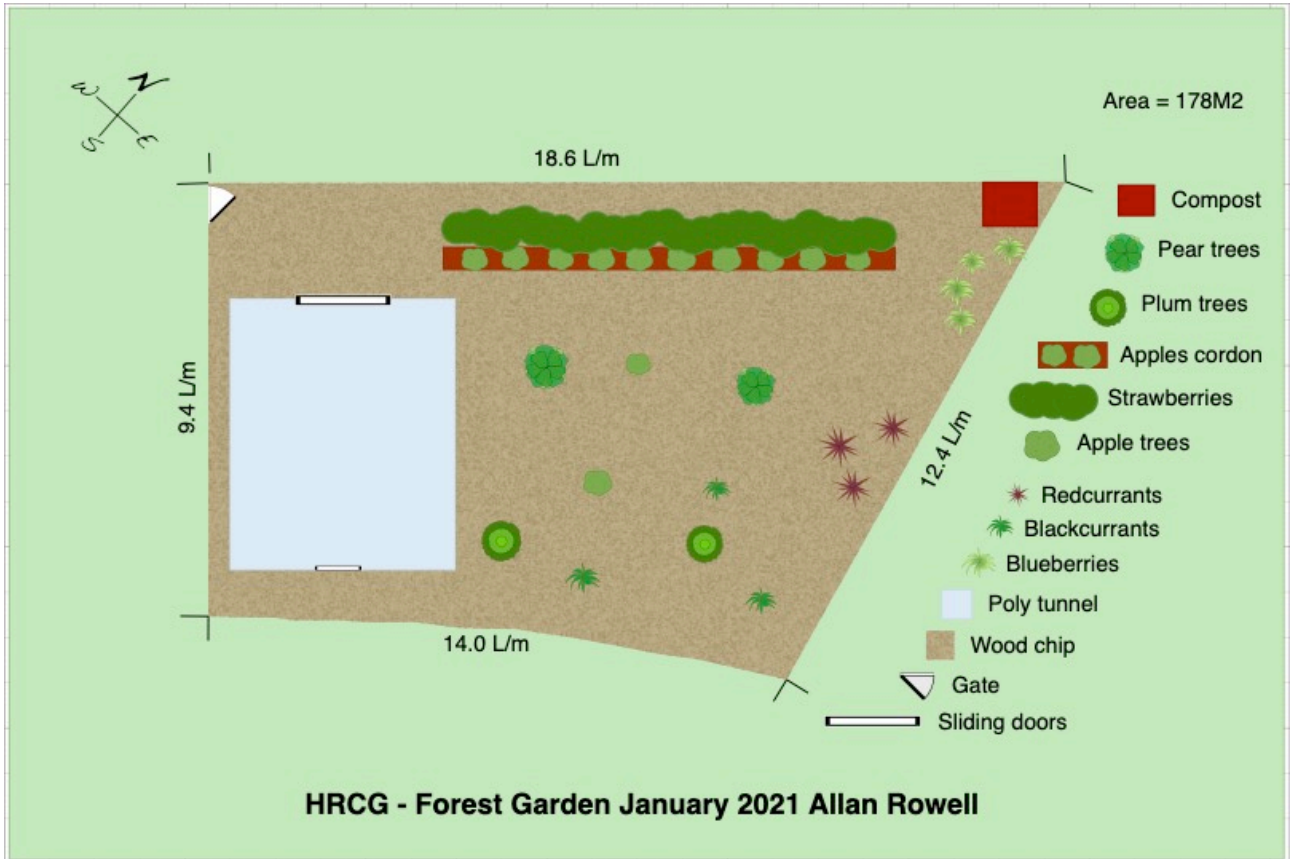 N
W
S
E
Area = 178M2
18.6 L/m
9.4 L/m
12.4 L/m
14.0 L/m
Compost
Pear trees
Plum trees
Apples cordon
Strawberries
Apple trees
Redcurrants
Blackcurrants
Blueberries
Poly tunnel
Wood chip
Gate
Sliding doors
HRCG - Forest Garden January 2021 Allan Rowell